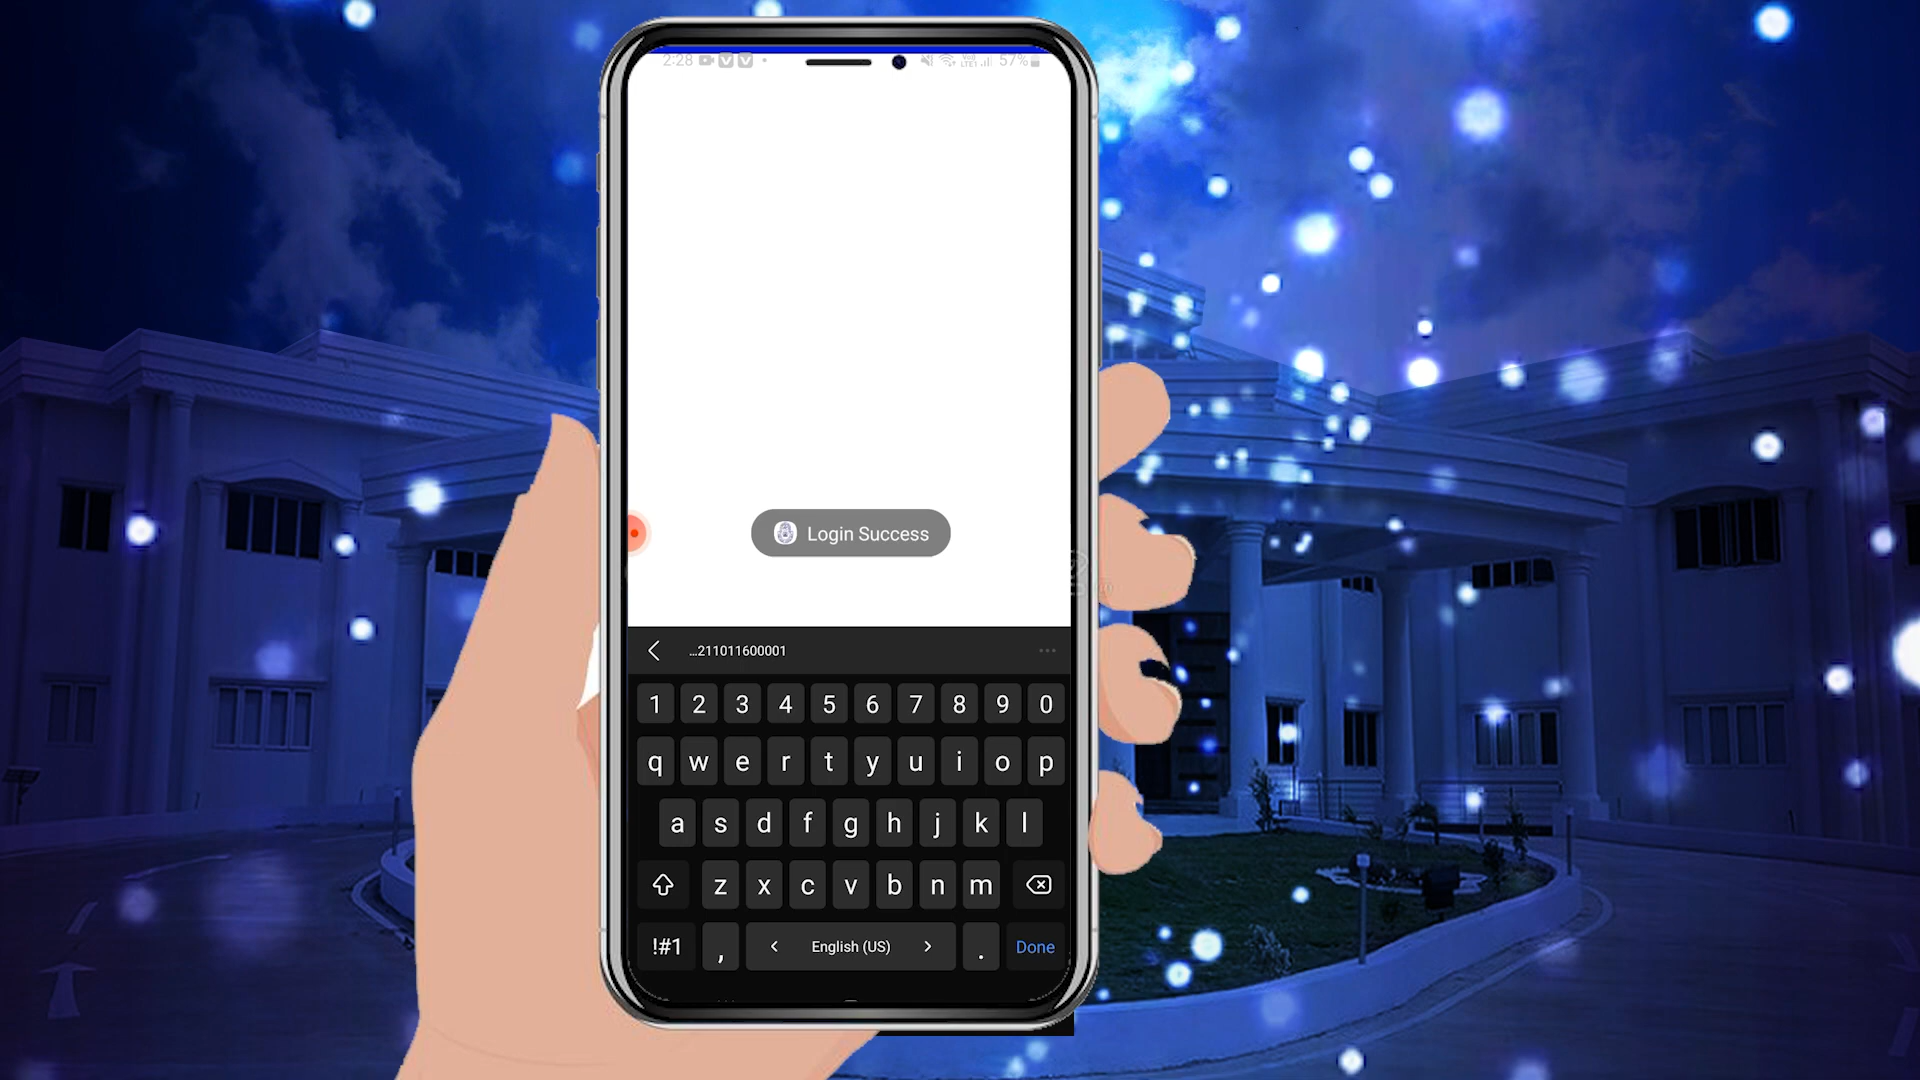 2:28
57%
Login Success
...211011600001
1 2 3 4 5 6 7 8 9 0
q w e r t y u i o p
a s d f g h j k l
z x c v b n m
!#1 , English (US) . Done